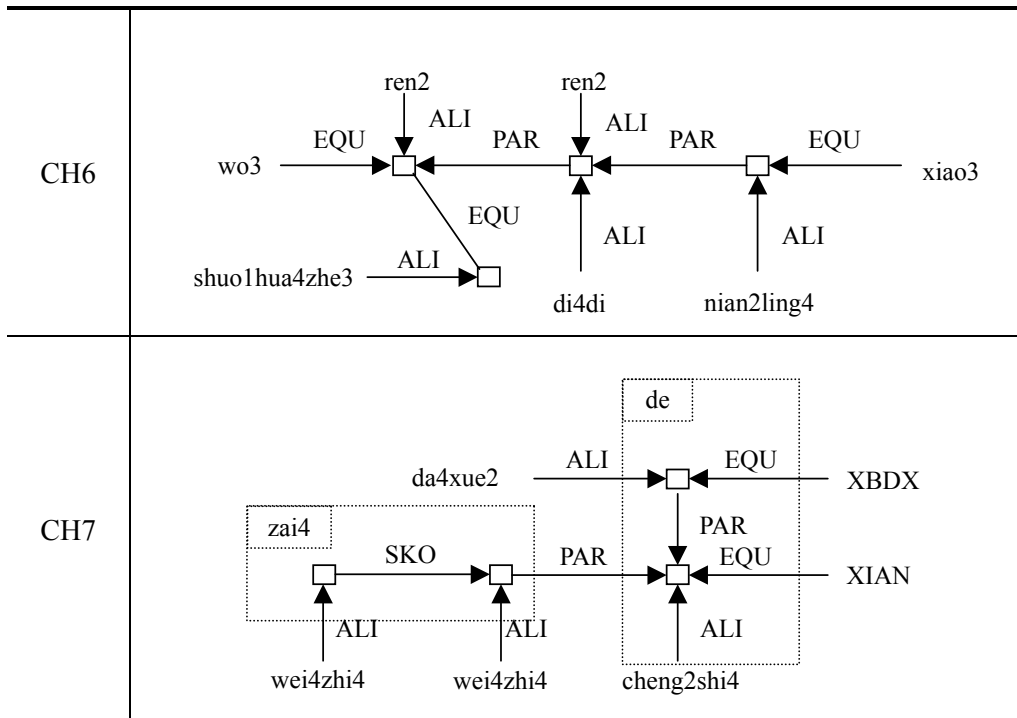 CH6
ren2 ren2
EQU ALI PAR ALI PAR EQU
wo3 xiao3
EQU
ALI ALI ALI
shuo1hua4zhe3
di4di nian2ling4
CH7
de
ALI EQU
da4xue2 XBDX
zai4 PAR
SKO PAR EQU
XIAN
ALI ALI ALI
wei4zhi4 wei4zhi4 cheng2shi4